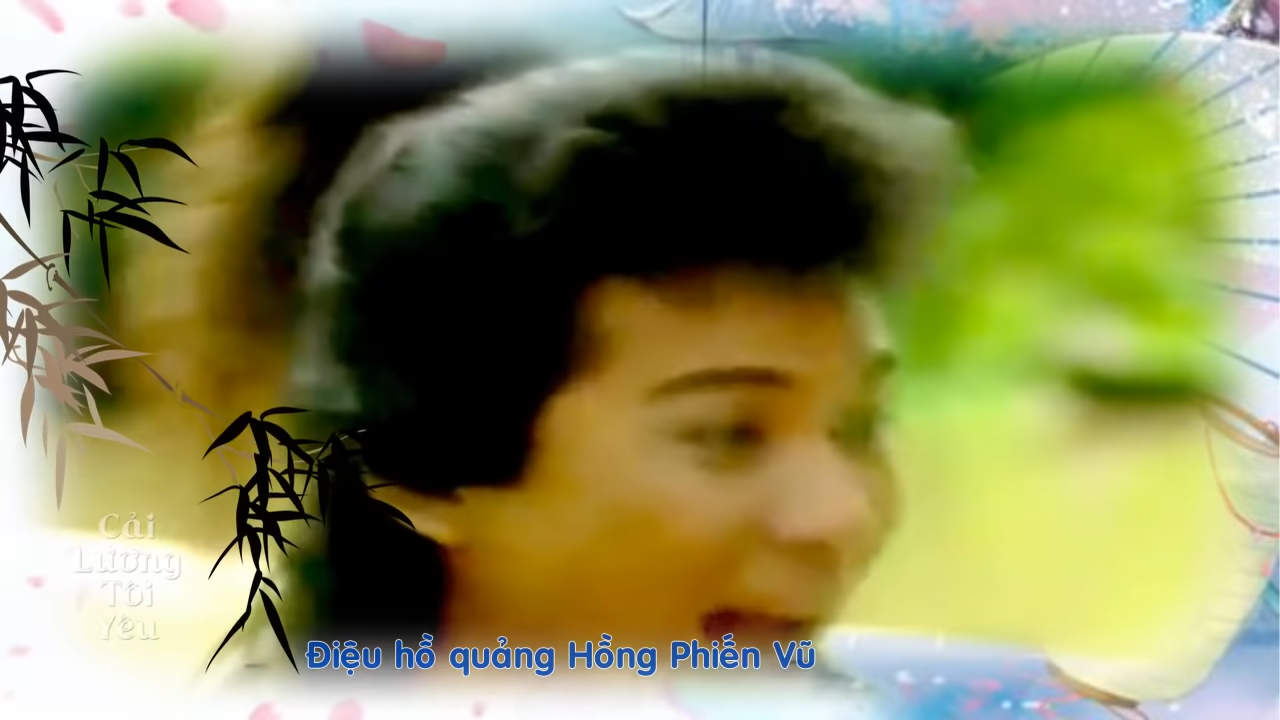 Cải
Lương
Tôi
Yêu
Điệu hồ quảng Hồng Phiến Vũ